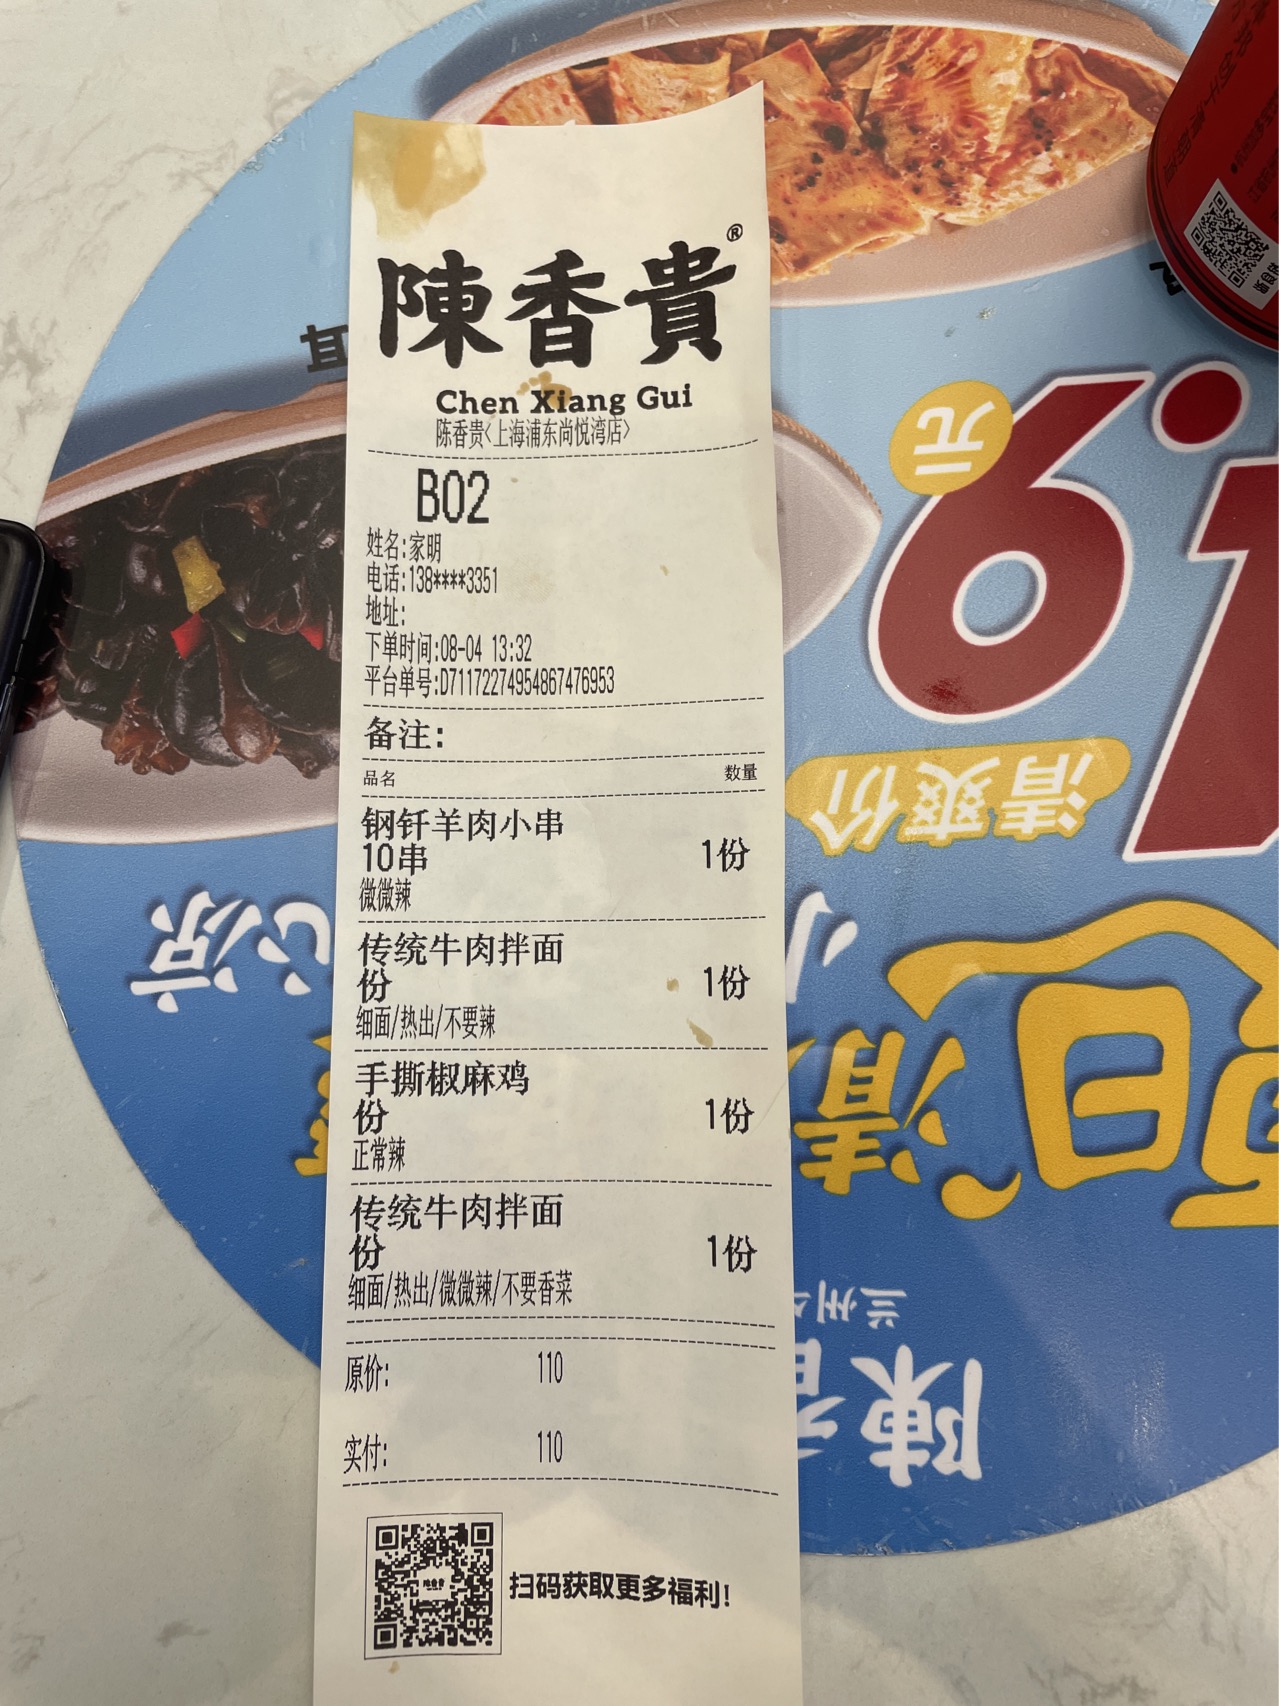 陳香貴®
Chen Xiang Gui
陈香贵<上海浦东尚悦湾店>
B02
姓名:家明
电话:138****3351
地址:
下单时间:08-04 13:32
平台单号:D71172274954867476953
备注:
品名 数量
钢钎羊肉小串
10串 1份
微微辣
传统牛肉拌面
份 1份
细面/热出/不要辣
手撕椒麻鸡
份 1份
正常辣
传统牛肉拌面
份 1份
细面/热出/微微辣/不要香菜
原价: 110
实付: 110
扫码获取更多福利!
元
清爽价
陳
兰州